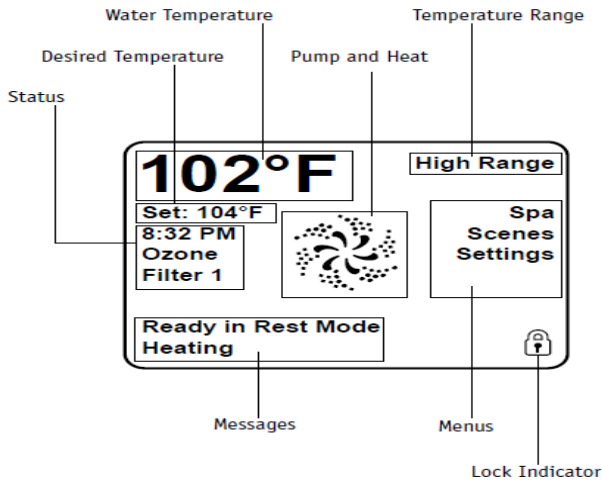 Water Temperature
Temperature Range
Desired Temperature
Pump and Heat
Status
102°F
High Range
Set: 104°F
8:32 PM
Ozone
Filter 1
Spa
Scenes
Settings
Ready in Rest Mode
Heating
Messages
Menus
Lock Indicator